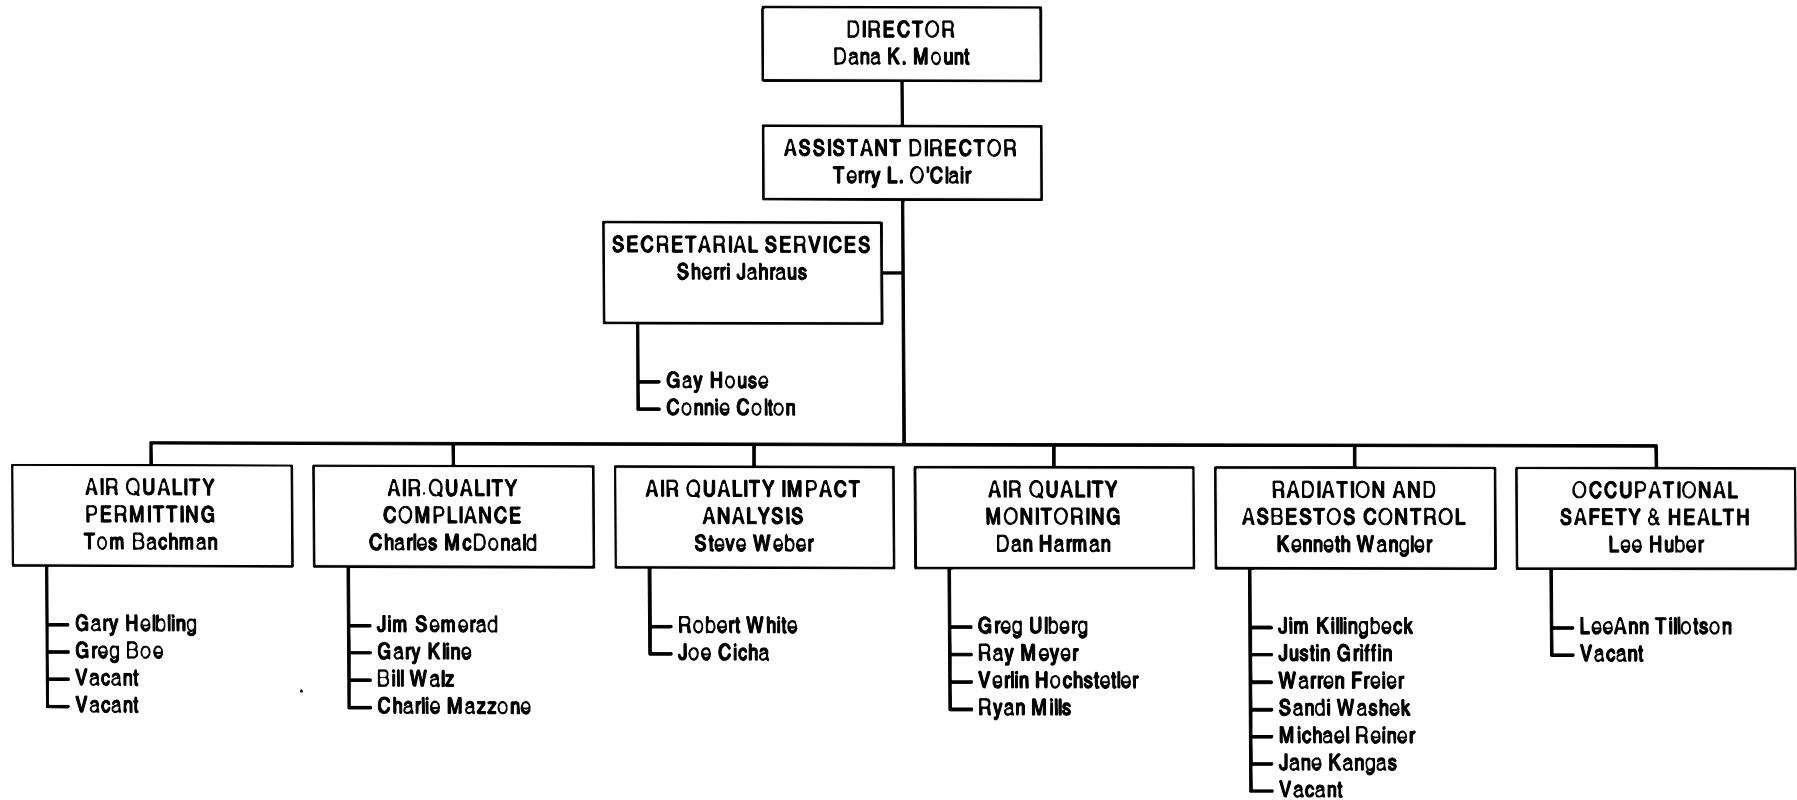 DIRECTOR
Dana K. Mount
ASSISTANT DIRECTOR
Terry L. O'Clair
SECRETARIAL SERVICES
Sherri Jahraus
Gay House
Connie Colton
AIR QUALITY
PERMITTING
Tom Bachman
Gary Helbling
Greg Boe
Vacant
Vacant
AIR QUALITY
COMPLIANCE
Charles McDonald
Jim Semerad
Gary Kline
Bill Walz
Charlie Mazzone
AIR QUALITY IMPACT
ANALYSIS
Steve Weber
Robert White
Joe Cicha
AIR QUALITY
MONITORING
Dan Harman
Greg Ulberg
Ray Meyer
Verlin Hochstetler
Ryan Mills
RADIATION AND
ASBESTOS CONTROL
Kenneth Wangler
Jim Killingbeck
Justin Griffin
Warren Freier
Sandi Washek
Michael Reiner
Jane Kangas
Vacant
OCCUPATIONAL
SAFETY & HEALTH
Lee Huber
LeeAnn Tillotson
Vacant